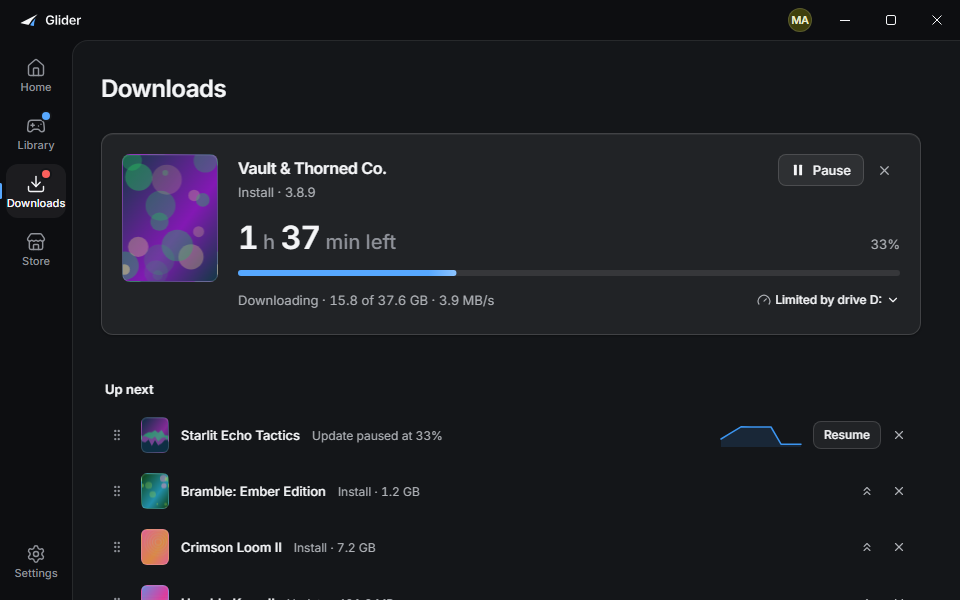 Glider
MA
Home
Library
Downloads
Store
Settings
Downloads
Vault & Thorned Co.
Install · 3.8.9
Pause
1 h 37 min left
33%
Downloading · 15.8 of 37.6 GB · 3.9 MB/s
Limited by drive D:
Up next
Starlit Echo Tactics Update paused at 33%
Resume
Bramble: Ember Edition Install · 1.2 GB
Crimson Loom II Install · 7.2 GB